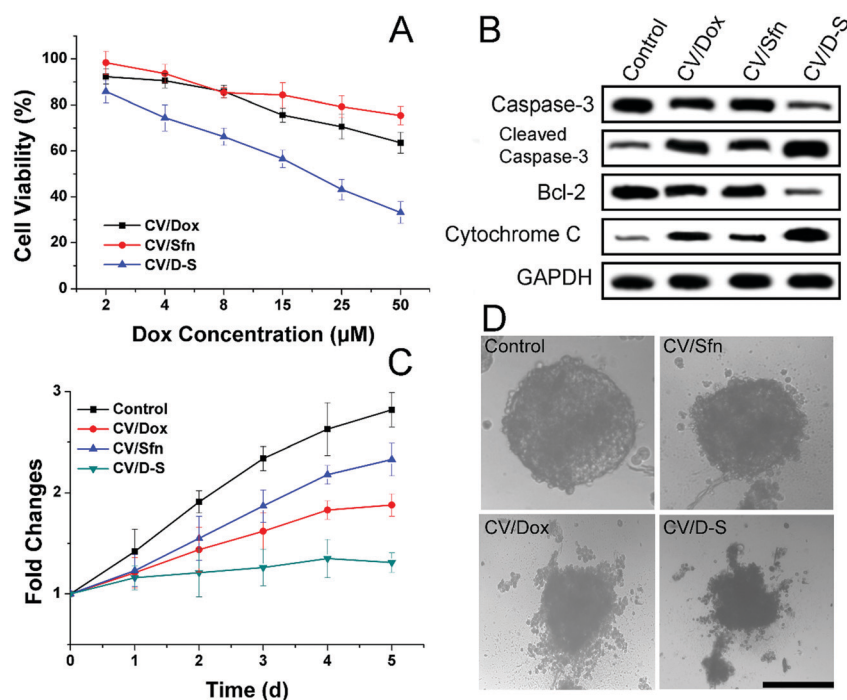 A
Cell Viability (%)
100
80
60
40
20
0
CV/Dox
CV/Sfn
CV/D-S
2 4 8 15 25 50
Dox Concentration (μM)
B
Control CV/Dox CV/Sfn CV/D-S
Caspase-3
Cleaved
Caspase-3
Bcl-2
Cytochrome C
GAPDH
C
Fold Changes
3
2
1
Control
CV/Dox
CV/Sfn
CV/D-S
0 1 2 3 4 5
Time (d)
D
Control CV/Sfn
CV/Dox CV/D-S